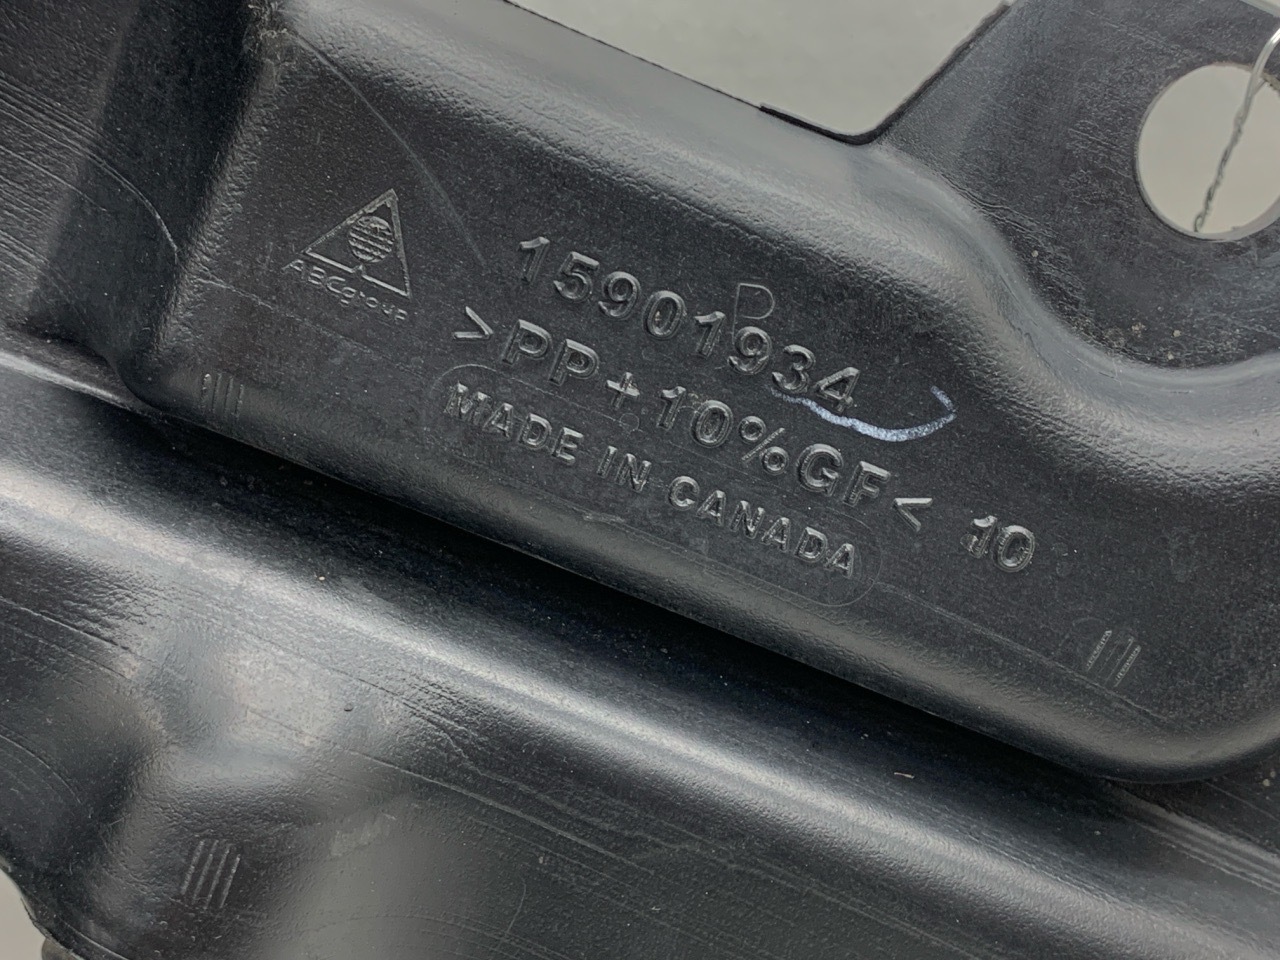 ABCgroup
P
15901934
>PP+10%GF< 10
MADE IN CANADA